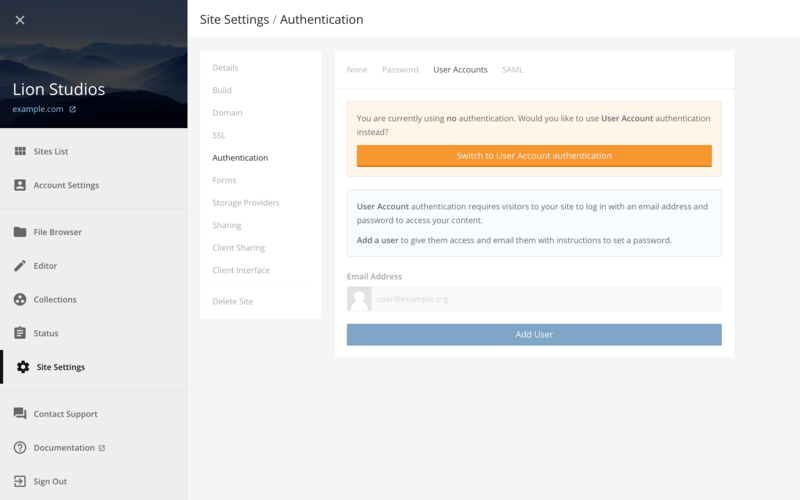 Lion Studios
example.com
Sites List
Account Settings
File Browser
Editor
Collections
Status
Site Settings
Contact Support
Documentation
Sign Out
Site Settings / Authentication
Details
Build
Domain
SSL
Authentication
Forms
Storage Providers
Sharing
Client Sharing
Client Interface
Delete Site
None Password User Accounts SAML
You are currently using no authentication. Would you like to use User Account authentication
instead?
Switch to User Account authentication
User Account authentication requires visitors to your site to log in with an email address and
password to access your content.
Add a user to give them access and email them with instructions to set a password.
Email Address
user@example.org
Add User